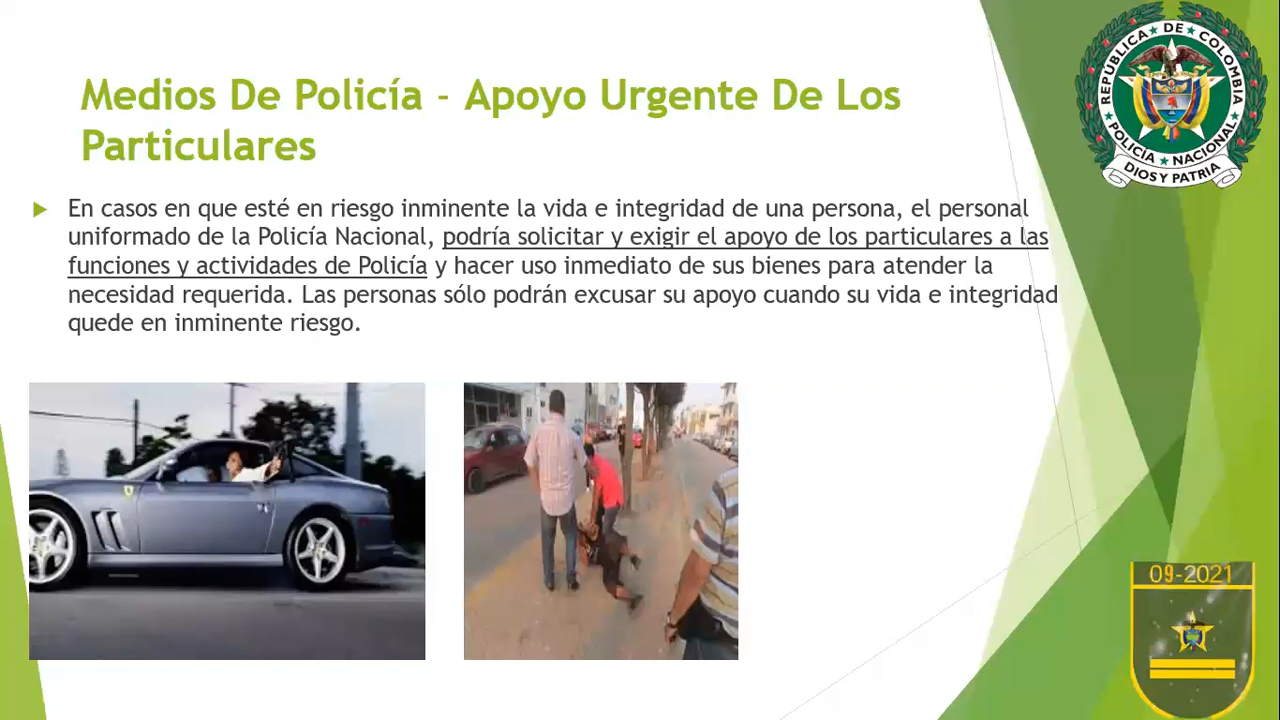 Medios De Policía - Apoyo Urgente De Los
Particulares
En casos en que esté en riesgo inminente la vida e integridad de una persona, el personal
uniformado de la Policía Nacional, podría solicitar y exigir el apoyo de los particulares a las
funciones y actividades de Policía y hacer uso inmediato de sus bienes para atender la
necesidad requerida. Las personas sólo podrán excusar su apoyo cuando su vida e integridad
quede en inminente riesgo.
REPÚBLICA DE COLOMBIA
POLICÍA NACIONAL
DIOS Y PATRIA
09-2021